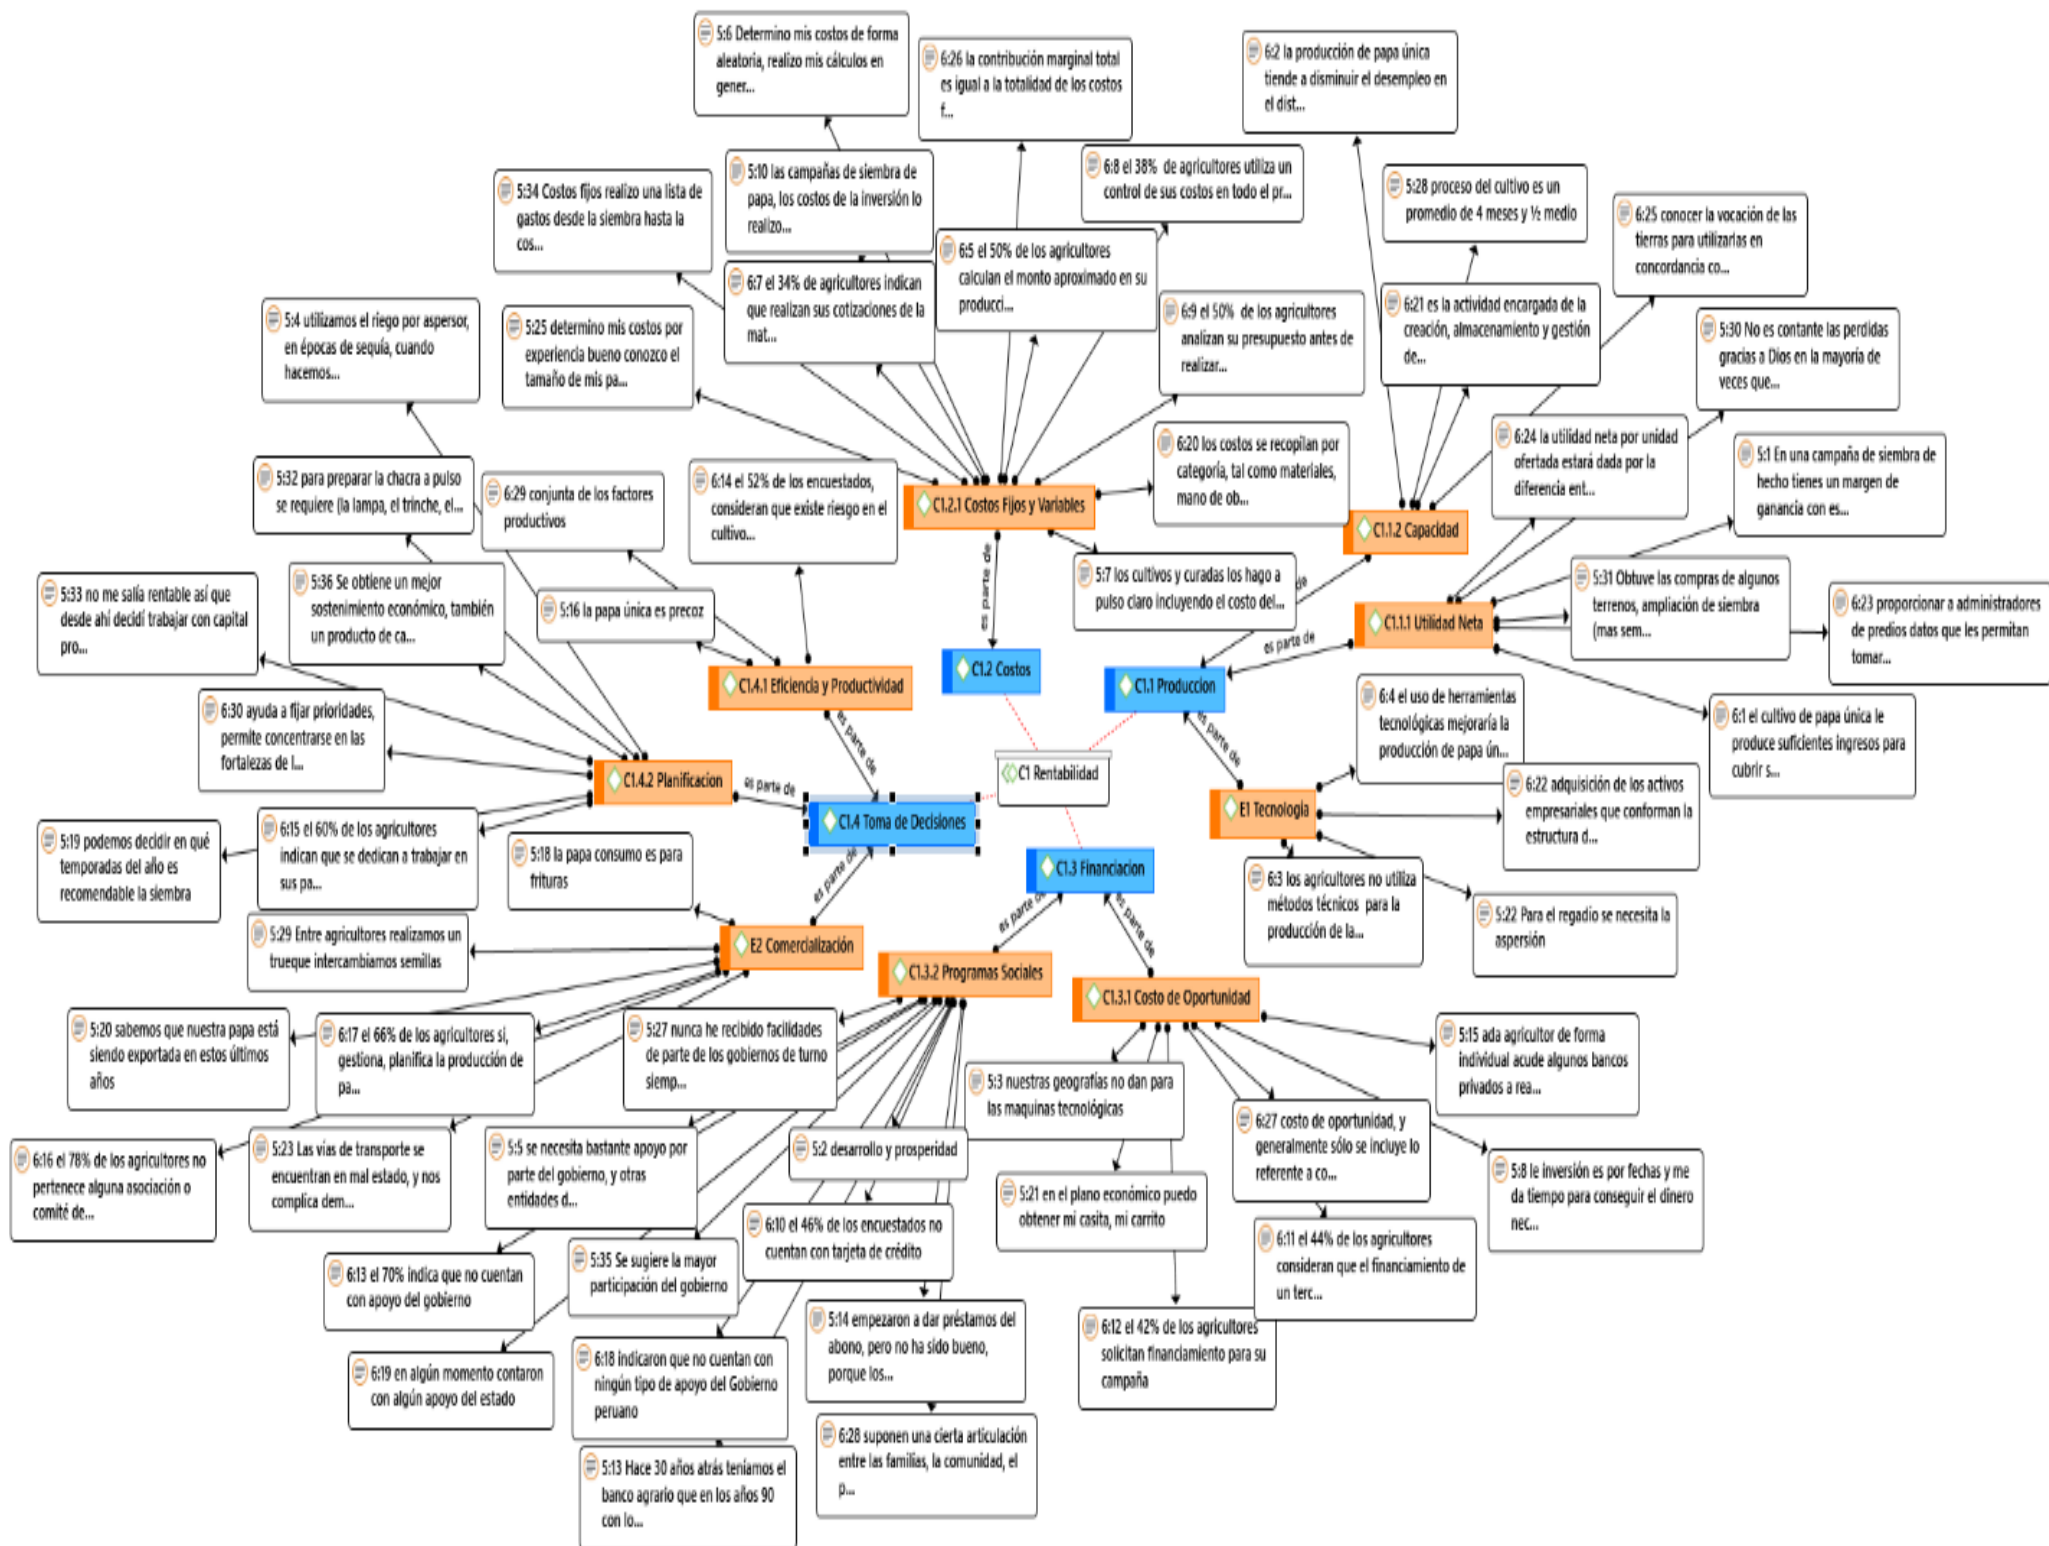 5:6 Determino mis costos de forma
aleatoria, realizo mis cálculos en
gener...
6:26 la contribución marginal total
es igual a la totalidad de los costos
f...
6:2 la producción de papa única
tiende a disminuir el desempleo en
el dist...
5:34 Costos fijos realizo una lista de
gastos desde la siembra hasta la
cos...
5:10 las campañas de siembra de
papa, los costos de la inversión lo
realizo...
6:8 el 38% de agricultores utiliza un
control de sus costos en todo el pr...
5:28 proceso del cultivo es un
promedio de 4 meses y ½ medio
6:25 conocer la vocación de las
tierras para utilizarlas en
concordancia co...
6:7 el 34% de agricultores indican
que realizan sus cotizaciones de la
mat...
6:5 el 50% de los agricultores
calculan el monto aproximado en su
producci...
6:9 el 50% de los agricultores
analizan su presupuesto antes de
realizar...
6:21 es la actividad encargada de la
creación, almacenamiento y gestión
de...
5:30 No es contante las perdidas
gracias a Dios en la mayoría de
veces que...
5:4 utilizamos el riego por aspersor,
en épocas de sequía, cuando
hacemos...
5:25 determino mis costos por
experiencia bueno conozco el
tamaño de mis pa...
6:20 los costos se recopilan por
categoría, tal como materiales,
mano de ob...
6:24 la utilidad neta por unidad
ofertada estará dada por la
diferencia ent...
5:1 En una campaña de siembra de
hecho tienes un margen de
ganancia con es...
5:32 para preparar la chacra a pulso
se requiere (la lampa, el trinche, el...
6:29 conjunta de los factores
productivos
6:14 el 52% de los encuestados,
consideran que existe riesgo en el
cultivo...
C1.2.1 Costos Fijos y Variables
C1.1.2 Capacidad
5:33 no me salía rentable así que
desde ahí decidí trabajar con capital
pro...
5:36 Se obtiene un mejor
sostenimiento económico, también
un producto de ca...
5:16 la papa única es precoz
es parte de
5:7 los cultivos y curadas los hago a
pulso claro incluyendo el costo del...
de
C1.1.1 Utilidad Neta
5:31 Obtuve las compras de algunos
terrenos, ampliación de siembra
(mas sem...
6:23 proporcionar a administradores
de predios datos que les permitan
tomar...
C1.4.1 Eficiencia y Productividad
C1.2 Costos
C1.1 Produccion
es parte de
6:30 ayuda a fijar prioridades,
permite concentrarse en las
fortalezas de l...
es parte de
es parte de
6:4 el uso de herramientas
tecnológicas mejoraría la
producción de papa ún...
6:1 el cultivo de papa única le
produce suficientes ingresos para
cubrir s...
C1.4.2 Planificacion
es parte de
C1 Rentabilidad
E1 Tecnologia
6:22 adquisición de los activos
empresariales que conforman la
estructura d...
5:19 podemos decidir en qué
temporadas del año es
recomendable la siembra
6:15 el 60% de los agricultores
indican que se dedican a trabajar en
sus pa...
C1.4 Toma de Decisiones
5:18 la papa consumo es para
frituras
es parte de
C1.3 Financiacion
6:3 los agricultores no utiliza
métodos técnicos para la
producción de la...
5:22 Para el regadio se necesita la
aspersión
5:29 Entre agricultores realizamos un
trueque intercambiamos semillas
E2 Comercialización
es parte de
es parte de
C1.3.2 Programas Sociales
C1.3.1 Costo de Oportunidad
5:20 sabemos que nuestra papa está
siendo exportada en estos últimos
años
6:17 el 66% de los agricultores si,
gestiona, planifica la producción de
pa...
5:27 nunca he recibido facilidades
de parte de los gobiernos de turno
siemp...
5:3 nuestras geografías no dan para
las maquinas tecnológicas
5:15 ada agricultor de forma
individual acude algunos bancos
privados a rea...
6:16 el 78% de los agricultores no
pertenece alguna asociación o
comité de...
5:23 Las vías de transporte se
encuentran en mal estado, y nos
complica dem...
5:5 se necesita bastante apoyo por
parte del gobierno, y otras
entidades d...
5:2 desarrollo y prosperidad
6:27 costo de oportunidad, y
generalmente sólo se incluye lo
referente a co...
5:8 le inversión es por fechas y me
da tiempo para conseguir el dinero
nec...
5:21 en el plano económico puedo
obtener mi casita, mi carrito
6:10 el 46% de los encuestados no
cuentan con tarjeta de crédito
6:11 el 44% de los agricultores
consideran que el financiamiento de
un terc...
6:13 el 70% indica que no cuentan
con apoyo del gobierno
5:35 Se sugiere la mayor
participación del gobierno
5:14 empezaron a dar préstamos del
abono, pero no ha sido bueno,
porque los...
6:12 el 42% de los agricultores
solicitan financiamiento para su
campaña
6:19 en algún momento contaron
con algún apoyo del estado
6:18 indicaron que no cuentan con
ningún tipo de apoyo del Gobierno
peruano
6:28 suponen una cierta articulación
entre las familias, la comunidad, el
p...
5:13 Hace 30 años atrás teníamos el
banco agrario que en los años 90
con lo...